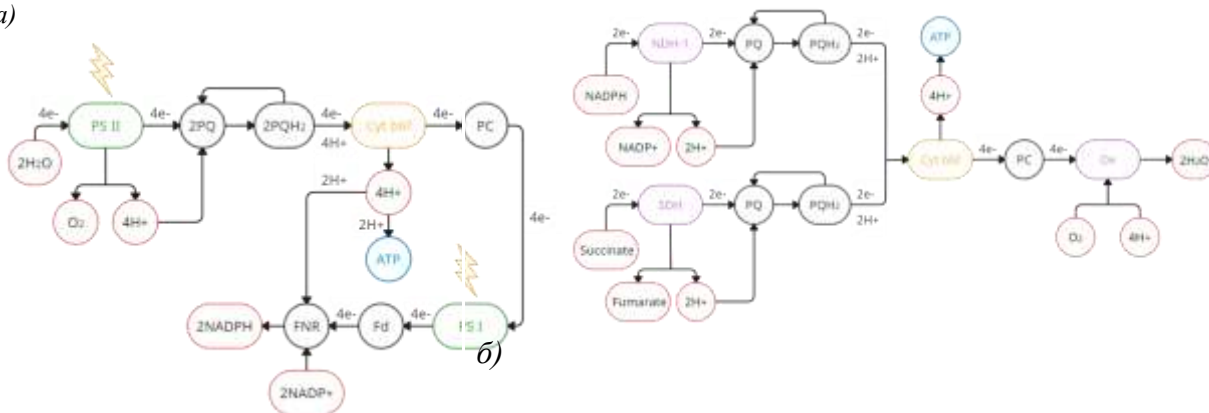 а)
4e-
PS II
4e-
2PQ
2PQH₂
4e-
4H+
Cyt b6f
4e-
PC
2H₂O
O₂
4H+
2H+
4H+
2H+
ATP
4e-
2NADPH
FNR
4e-
Fd
4e-
PS I
2NADP+
б)
2e-
NDH-1
2e-
PQ
PQH₂
2e-
2H+
NADPH
NADP+
2H+
2e-
SDH
2e-
PQ
PQH₂
2e-
2H+
Succinate
Fumarate
2H+
ATP
4H+
Cyt b6f
4e-
PC
4e-
2H₂O
O₂
4H+